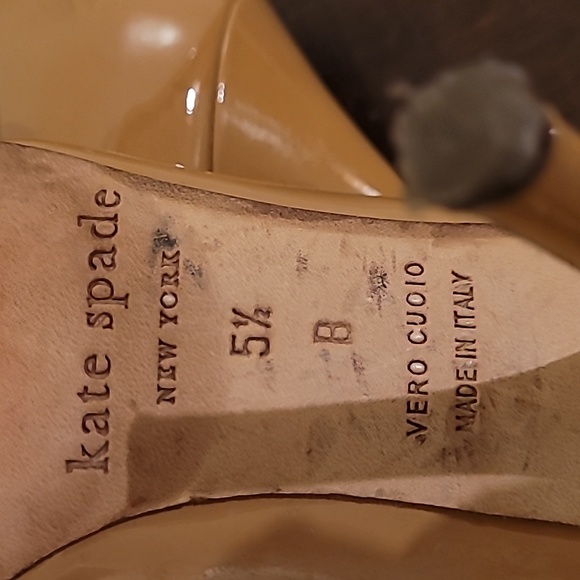 kate spade
NEW YORK
5½
B
VERO CUOIO
MADE IN ITALY